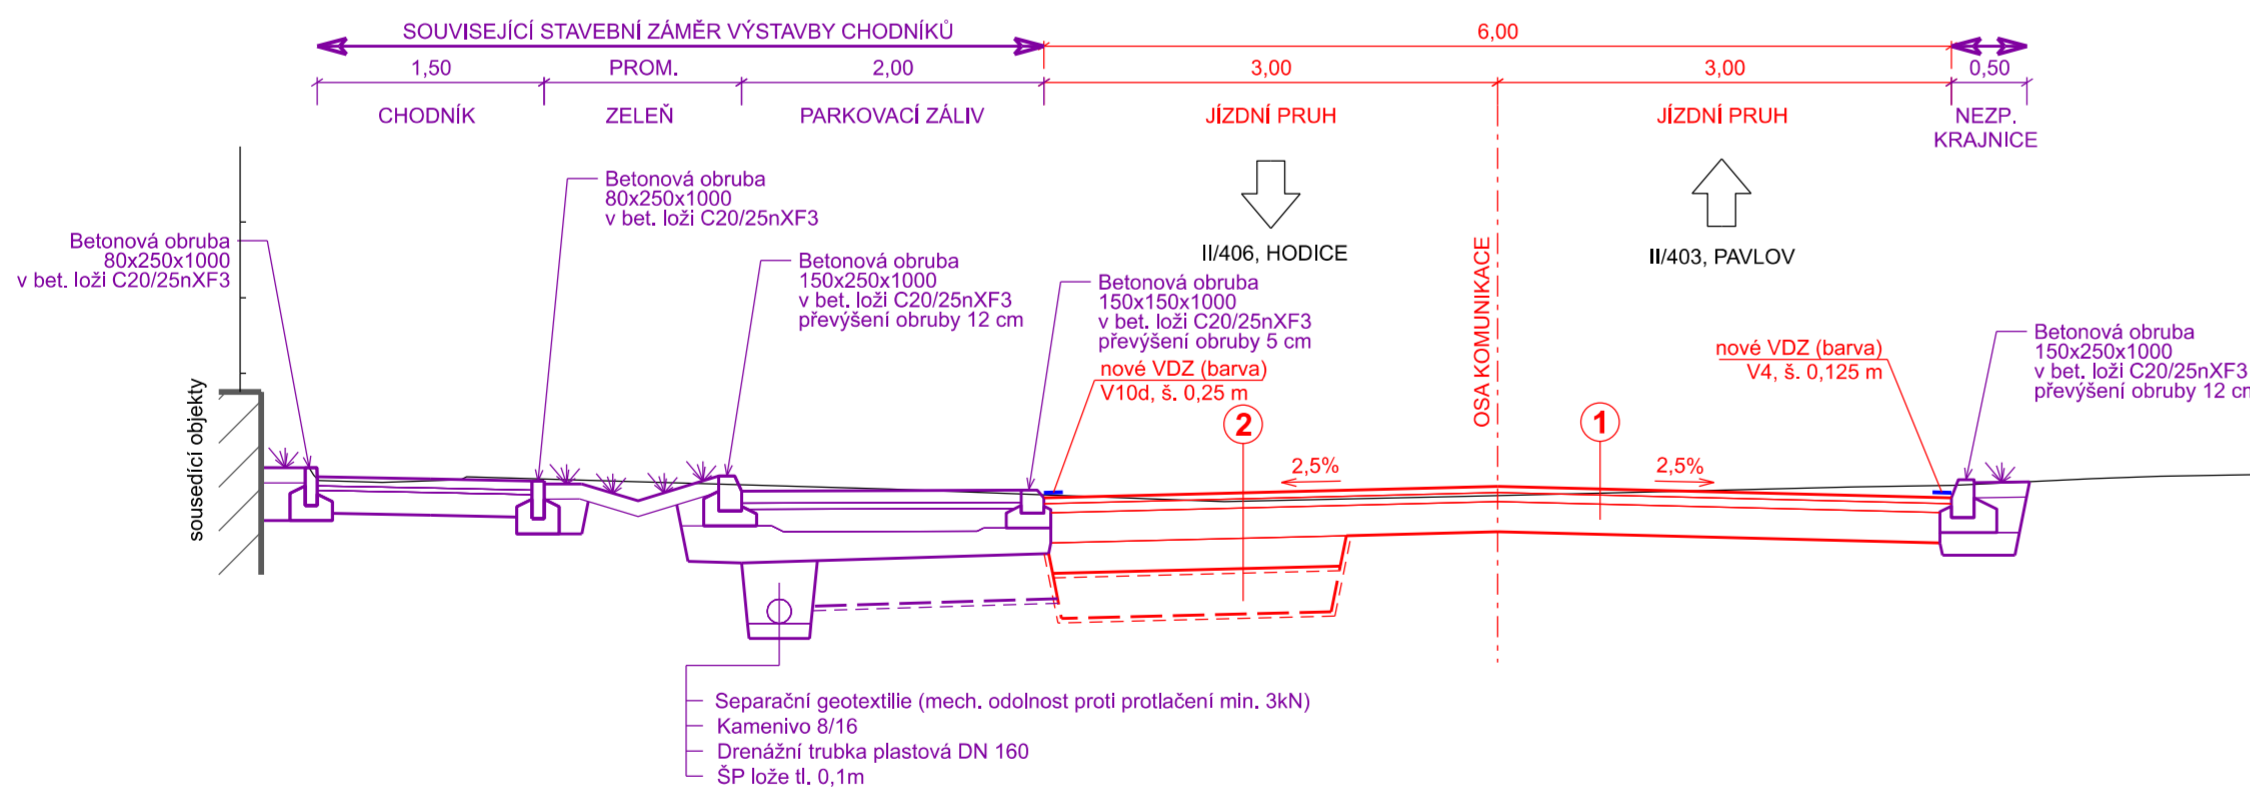 SOUVISEJÍCÍ STAVEBNÍ ZÁMĚR VÝSTAVBY CHODNÍKŮ
6,00
1,50
PROM.
2,00
3,00
3,00
0,50
CHODNÍK
ZELEŇ
PARKOVACÍ ZÁLIV
JÍZDNÍ PRUH
JÍZDNÍ PRUH
NEZP.
KRAJNICE
Betonová obruba
80x250x1000
v bet. loži C20/25nXF3
Betonová obruba
80x250x1000
v bet. loži C20/25nXF3
Betonová obruba
150x250x1000
v bet. loži C20/25nXF3
převýšení obruby 12 cm
Betonová obruba
150x150x1000
v bet. loži C20/25nXF3
převýšení obruby 5 cm
II/406, HODICE
II/403, PAVLOV
OSA KOMUNIKACE
nové VDZ (barva)
V10d, š. 0,25 m
nové VDZ (barva)
V4, š. 0,125 m
Betonová obruba
150x250x1000
v bet. loži C20/25nXF3
převýšení obruby 12 cm
sousedící objekty
2
1
2,5%
2,5%
Separační geotextilie (mech. odolnost proti protlačení min. 3kN)
Kamenivo 8/16
Drenážní trubka plastová DN 160
ŠP lože tl. 0,1m